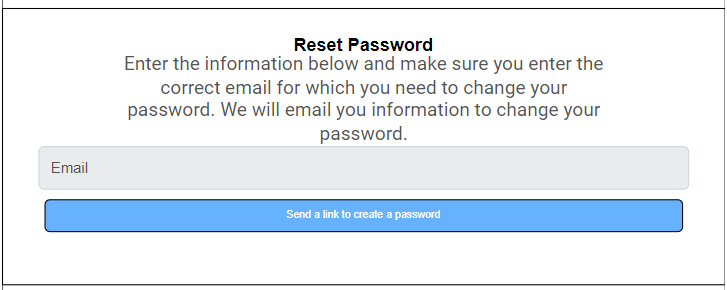 Reset Password
Enter the information below and make sure you enter the
correct email for which you need to change your
password. We will email you information to change your
password.
Email
Send a link to create a password